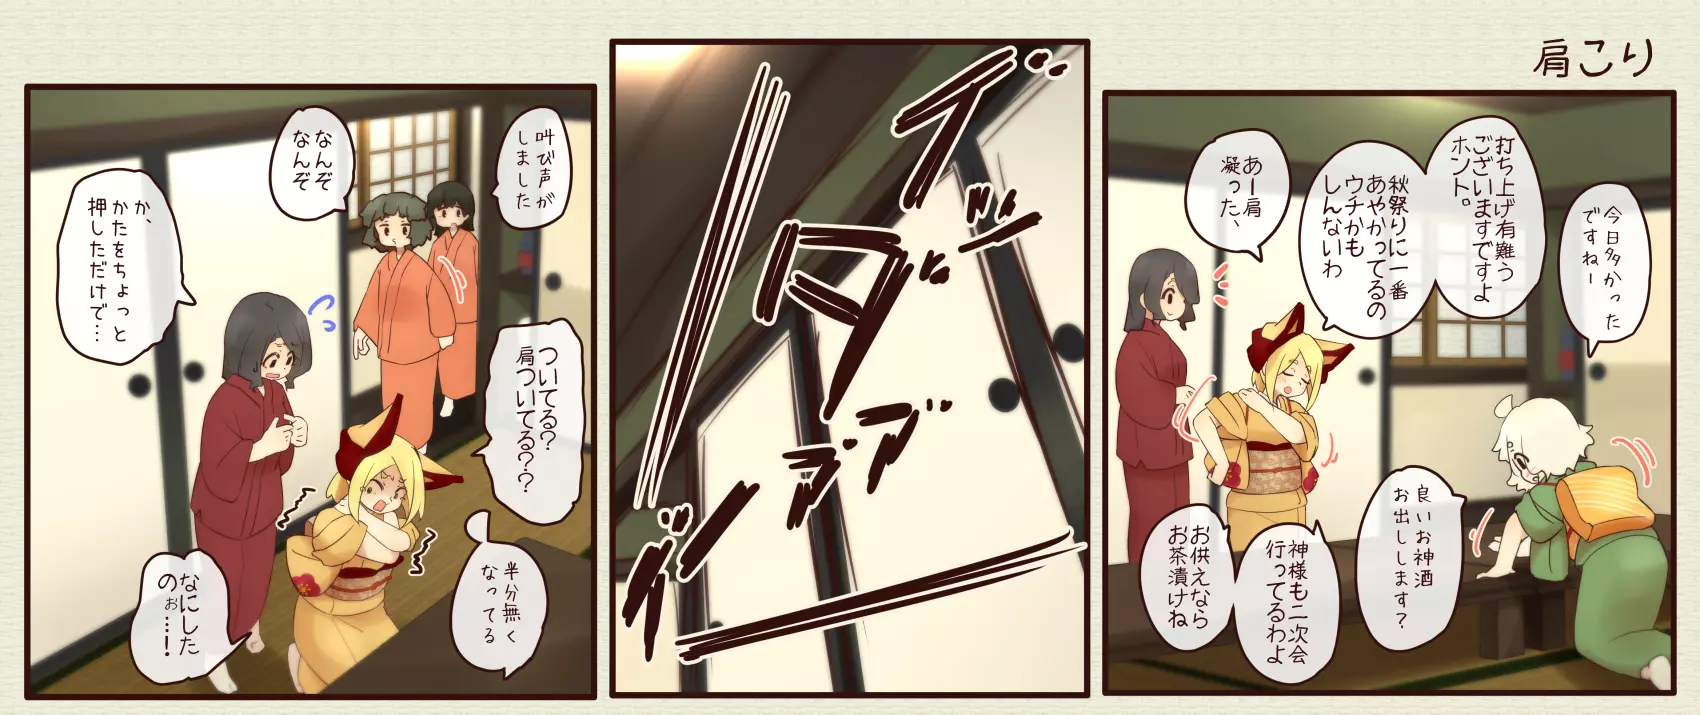 肩こり
今日多かった
ですねー
打ち上げ有難う
ございますですよ
ホント。
秋祭りに一番
あやかってるの
ウチかも
しんないわ
あー肩
凝った、
良いお神酒
お出ししします？
神様も二次会
行ってるわよ
お供えなら
お茶漬けね
イ゛
ダ゛
ア゛
ア゛
イ゛
叫び声が
しました
なんぞ
なんぞ
か、
かたをちょっと
押しただけで…
ついてる？
肩ついてる？？
半分無く
なってる
なにした
のぉ…！